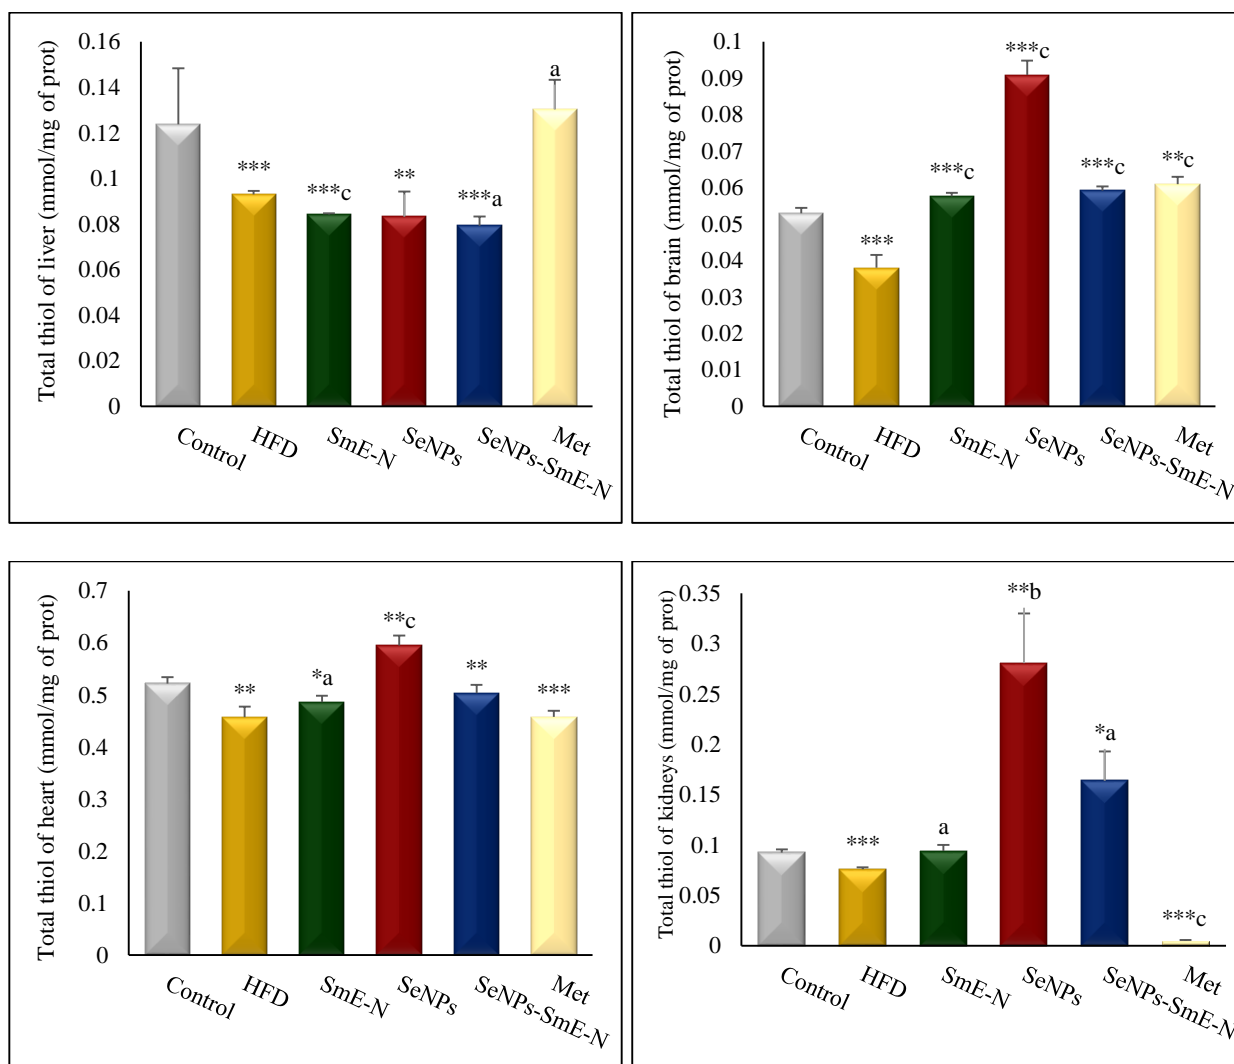 Total thiol of liver (mmol/mg of prot)
0.16
0.14
0.12
0.1
0.08
0.06
0.04
0.02
0
***
***c
**
***a
a
Control
HFD
SmE-N
SeNPs
SeNPs-SmE-N
Met
Total thiol of brain (mmol/mg of prot)
0.1
0.09
0.08
0.07
0.06
0.05
0.04
0.03
0.02
0.01
0
***
***c
***c
***c
**c
Control
HFD
SmE-N
SeNPs
SeNPs-SmE-N
Met
Total thiol of heart (mmol/mg of prot)
0.7
0.6
0.5
0.4
0.3
0.2
0.1
0
**
*a
**c
**
***
Control
HFD
SmE-N
SeNPs
SeNPs-SmE-N
Met
Total thiol of kidneys (mmol/mg of prot)
0.35
0.3
0.25
0.2
0.15
0.1
0.05
0
***
a
**b
*a
***c
Control
HFD
SmE-N
SeNPs
SeNPs-SmE-N
Met